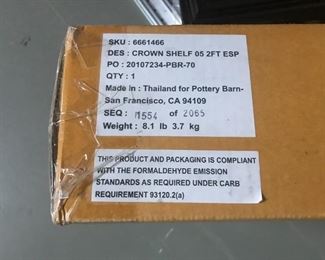 SKU : 6661466
DES : CROWN SHELF 05 2FT ESP
PO : 20107234-PBR-70
QTY : 1
Made in : Thailand for Pottery Barn-
San Francisco, CA 94109
SEQ : 1554 of 2065
Weight : 8.1 lb 3.7 kg
THIS PRODUCT AND PACKAGING IS COMPLIANT
WITH THE FORMALDEHYDE EMISSION
STANDARDS AS REQUIRED UNDER CARB
REQUIREMENT 93120.2(a)